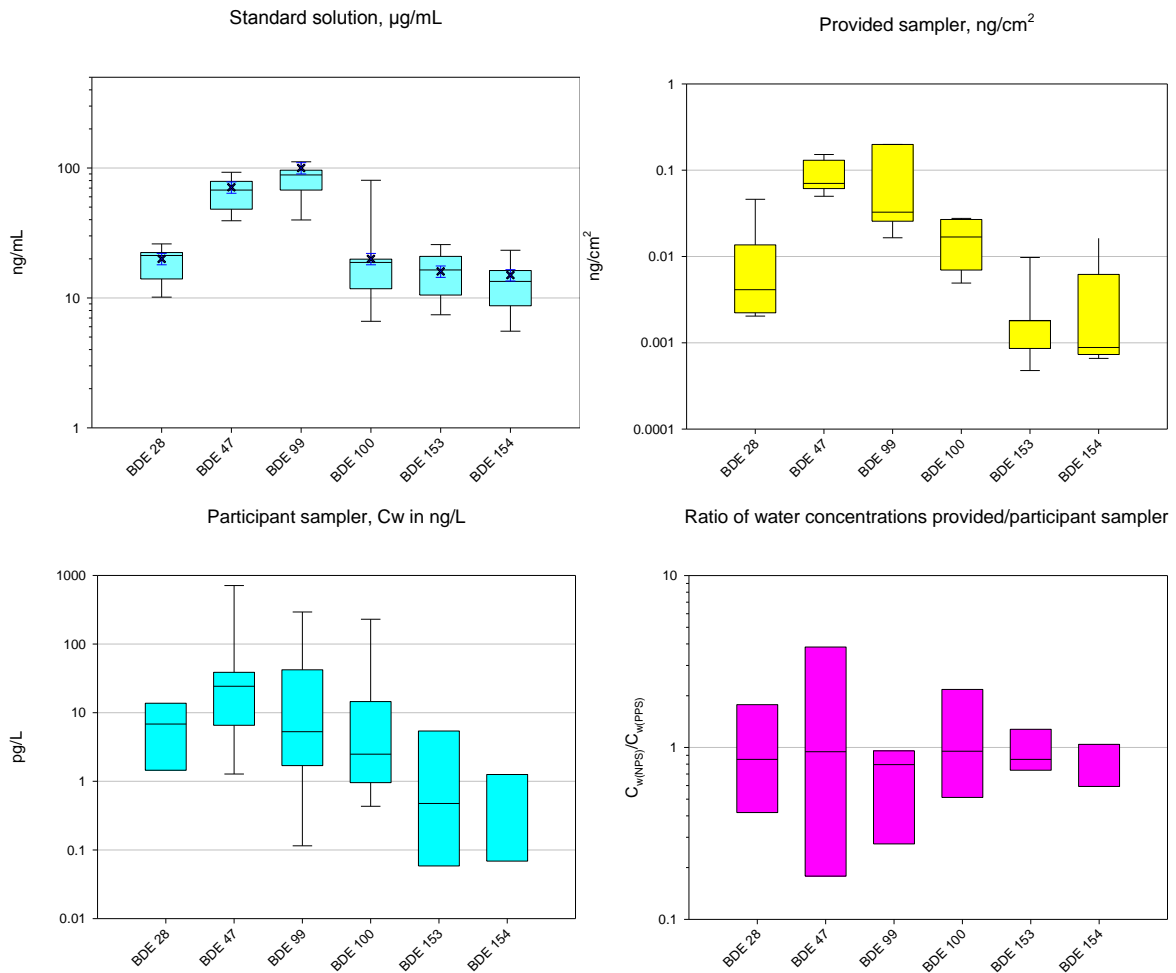 Standard solution, µg/mL
ng/mL
100
10
1
BDE 28
BDE 47
BDE 99
BDE 100
BDE 153
BDE 154
Provided sampler, ng/cm²
ng/cm²
1
0.1
0.01
0.001
0.0001
BDE 28
BDE 47
BDE 99
BDE 100
BDE 153
BDE 154
Participant sampler, Cw in ng/L
pg/L
1000
100
10
1
0.1
0.01
BDE 28
BDE 47
BDE 99
BDE 100
BDE 153
BDE 154
Ratio of water concentrations provided/participant sampler
C_w(NPS)/C_w(PPS)
10
1
0.1
BDE 28
BDE 47
BDE 99
BDE 100
BDE 153
BDE 154